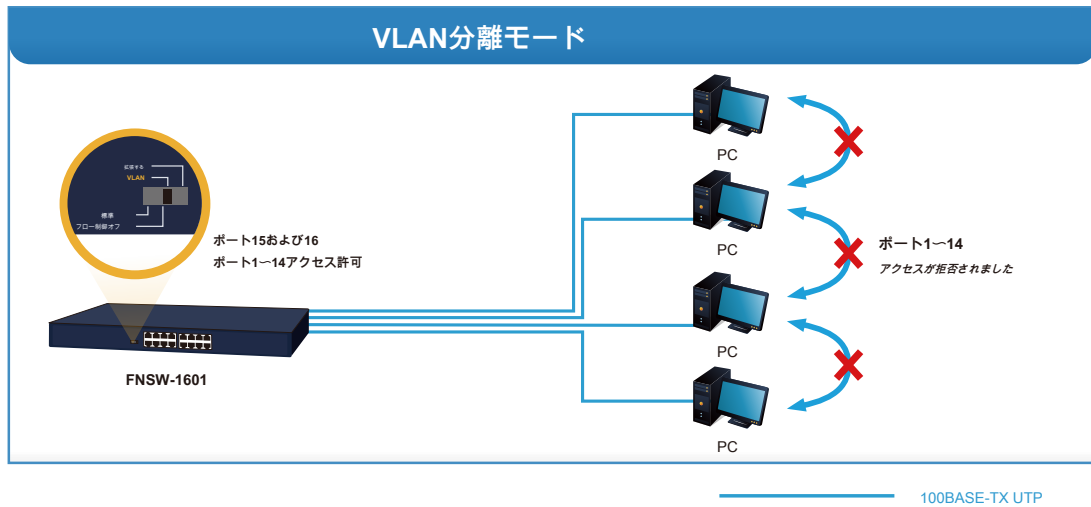 VLAN分離モード
拡張する
VLAN
標準
フロー制御オフ
ポート15および16
ポート1〜14アクセス許可
FNSW-1601
PC
PC
PC
PC
ポート1〜14
アクセスが拒否されました
100BASE-TX UTP